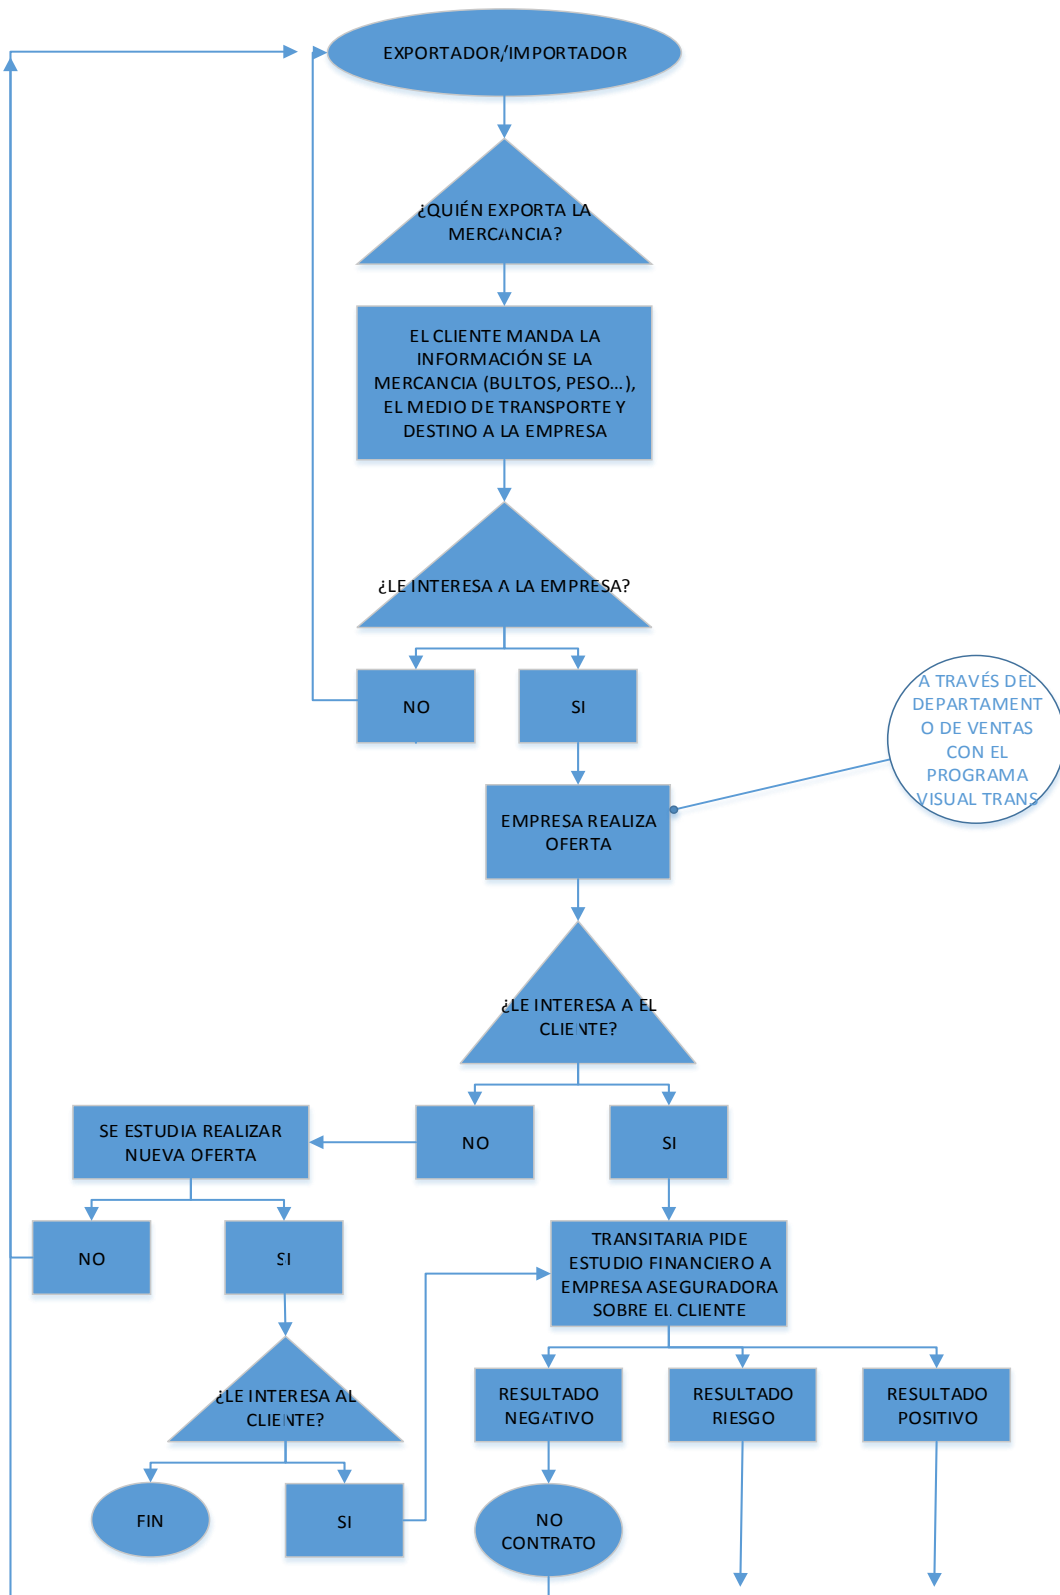 EXPORTADOR/IMPORTADOR
¿QUIÉN EXPORTA LA
MERCANCIA?
EL CLIENTE MANDA LA
INFORMACIÓN SE LA
MERCANCIA (BULTOS, PESO...),
EL MEDIO DE TRANSPORTE Y
DESTINO A LA EMPRESA
¿LE INTERESA A LA EMPRESA?
NO
SI
A TRAVÉS DEL
DEPARTAMENT
O DE VENTAS
CON EL
PROGRAMA
VISUAL TRANS
EMPRESA REALIZA
OFERTA
¿LE INTERESA A EL
CLIENTE?
SE ESTUDIA REALIZAR
NUEVA OFERTA
NO
SI
NO
SI
TRANSITARIA PIDE
ESTUDIO FINANCIERO A
EMPRESA ASEGURADORA
SOBRE EL CLIENTE
¿LE INTERESA AL
CLIENTE?
RESULTADO
NEGATIVO
RESULTADO
RIESGO
RESULTADO
POSITIVO
FIN
SI
NO
CONTRATO